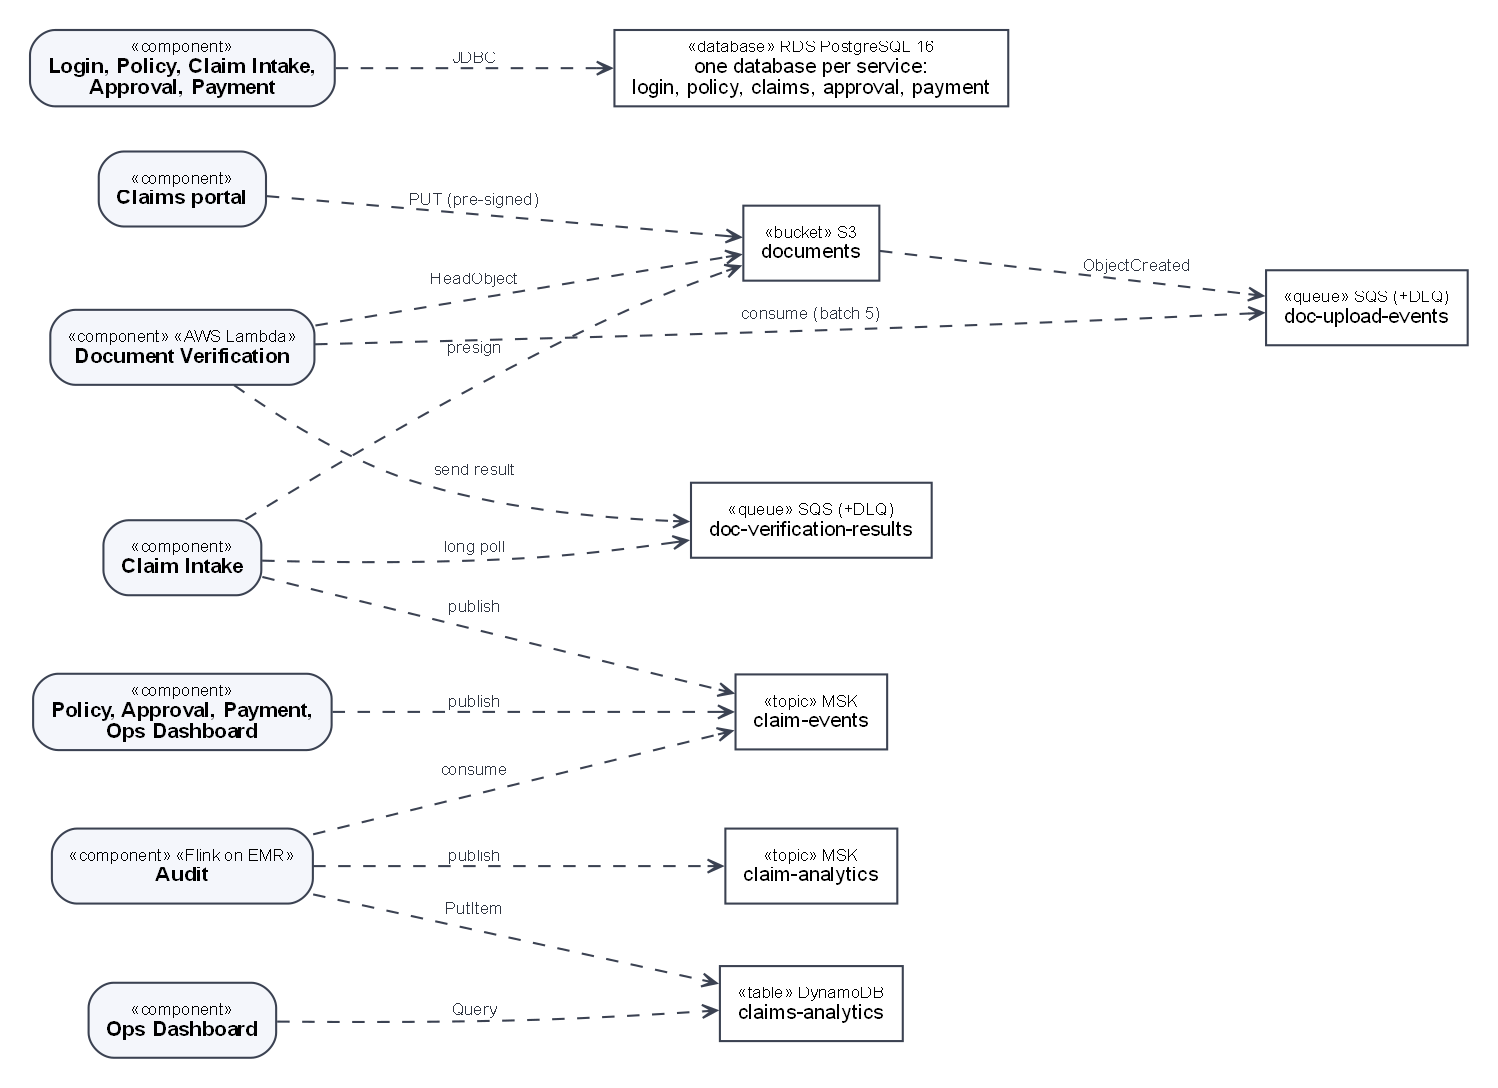 «component»
Login, Policy, Claim Intake,
Approval, Payment
JDBC
«database» RDS PostgreSQL 16
one database per service:
login, policy, claims, approval, payment
«component»
Claims portal
PUT (pre-signed)
«bucket» S3
documents
HeadObject
ObjectCreated
«queue» SQS (+DLQ)
doc-upload-events
consume (batch 5)
«component» «AWS Lambda»
Document Verification
presign
send result
«queue» SQS (+DLQ)
doc-verification-results
«component»
Claim Intake
long poll
publish
«component»
Policy, Approval, Payment,
Ops Dashboard
publish
«topic» MSK
claim-events
consume
«component» «Flink on EMR»
Audit
publish
«topic» MSK
claim-analytics
PutItem
«table» DynamoDB
claims-analytics
«component»
Ops Dashboard
Query